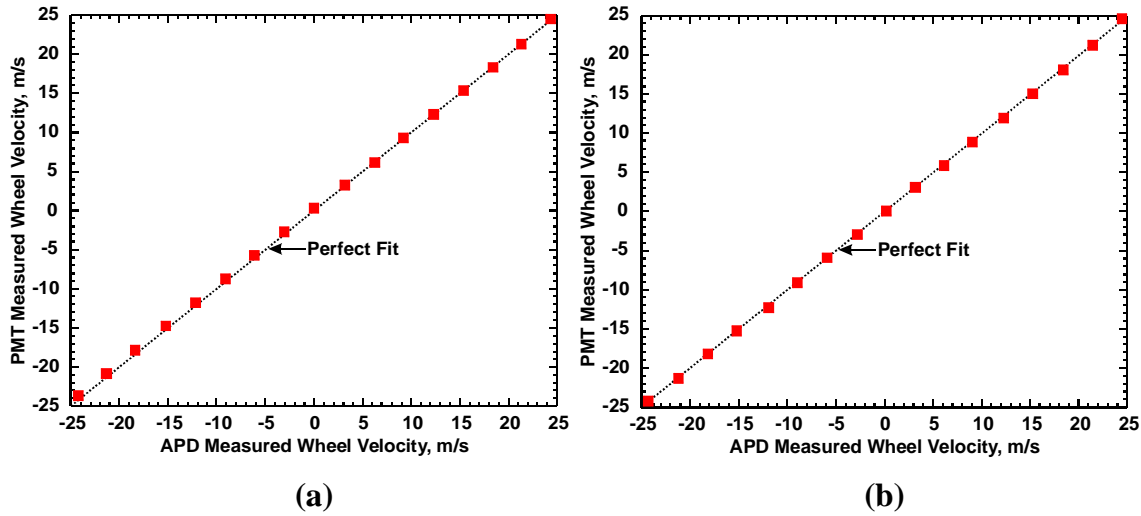 25
20
15
10
5
0
-5
-10
-15
-20
-25
PMT Measured Wheel Velocity, m/s
Perfect Fit
-25 -20 -15 -10 -5 0 5 10 15 20 25
APD Measured Wheel Velocity, m/s
(a)
25
20
15
10
5
0
-5
-10
-15
-20
-25
PMT Measured Wheel Velocity, m/s
Perfect Fit
-25 -20 -15 -10 -5 0 5 10 15 20 25
APD Measured Wheel Velocity, m/s
(b)